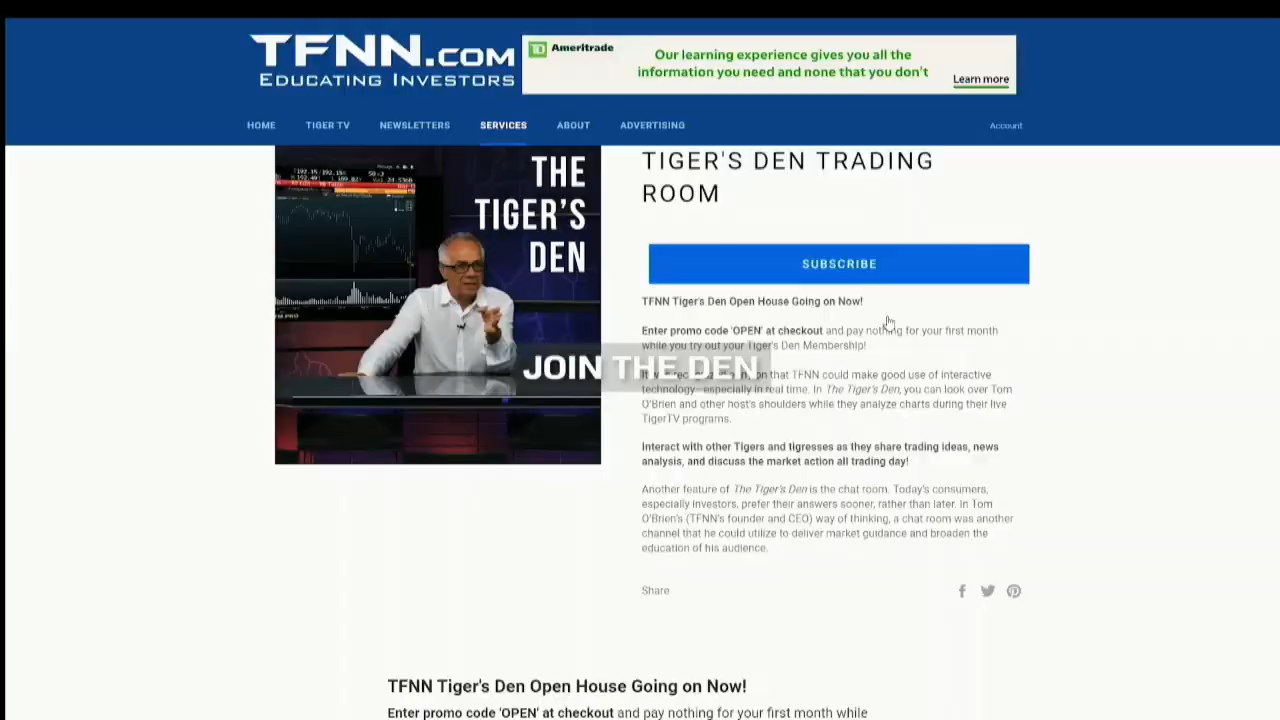 TFNN.COM
EDUCATING INVESTORS
TD Ameritrade
Our learning experience gives you all the
information you need and none that you don't
Learn more
HOME
TIGER TV
NEWSLETTERS
SERVICES
ABOUT
ADVERTISING
Account
THE
TIGER'S
DEN
TIGER'S DEN TRADING
ROOM
SUBSCRIBE
TFNN Tiger's Den Open House Going on Now!
Enter promo code 'OPEN' at checkout and pay nothing for your first month
while you try out your Tiger's Den Membership!
JOIN THE DEN
that TFNN could make good use of interactive
technology—especially in real time. In The Tiger's Den, you can look over Tom
O'Brien and other host's shoulders while they analyze charts during their live
TigerTV programs.
Interact with other Tigers and tigresses as they share trading ideas, news
analysis, and discuss the market action all trading day!
Another feature of The Tiger's Den is the chat room. Today's consumers,
especially investors, prefer their answers sooner, rather than later. In Tom
O'Brien's (TFNN's founder and CEO) way of thinking, a chat room was another
channel that he could utilize to deliver market guidance and broaden the
education of his audience.
Share
TFNN Tiger's Den Open House Going on Now!
Enter promo code 'OPEN' at checkout and pay nothing for your first month while